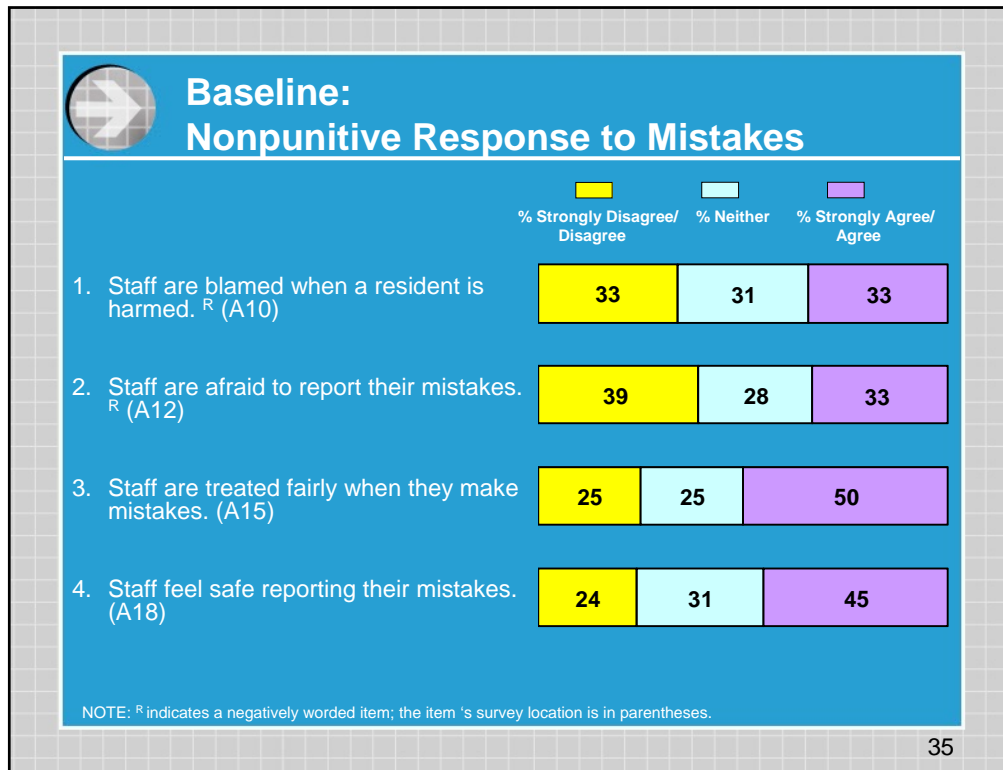 Baseline:
Nonpunitive Response to Mistakes
% Strongly Disagree/ % Neither % Strongly Agree/
Disagree Agree
1. Staff are blamed when a resident is
harmed. R (A10)
33 31 33
2. Staff are afraid to report their mistakes.
R (A12)
39 28 33
3. Staff are treated fairly when they make
mistakes. (A15)
25 25 50
4. Staff feel safe reporting their mistakes.
(A18)
24 31 45
NOTE: R indicates a negatively worded item; the item 's survey location is in parentheses.
35